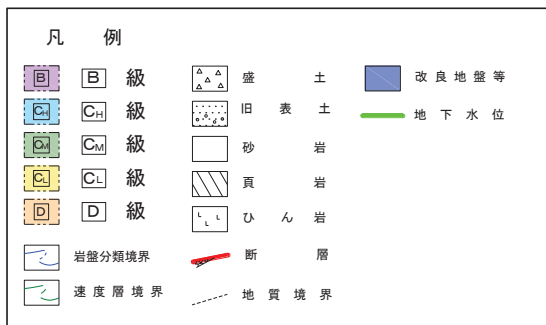 凡 例
B B 級 盛 土 改良地盤等
CH CH 級 旧 表 土 地下水位
CM CM 級 砂 岩
CL CL 級 頁 岩
D D 級 ひ ん 岩
岩盤分類境界 断 層
速度層境界 地質境界